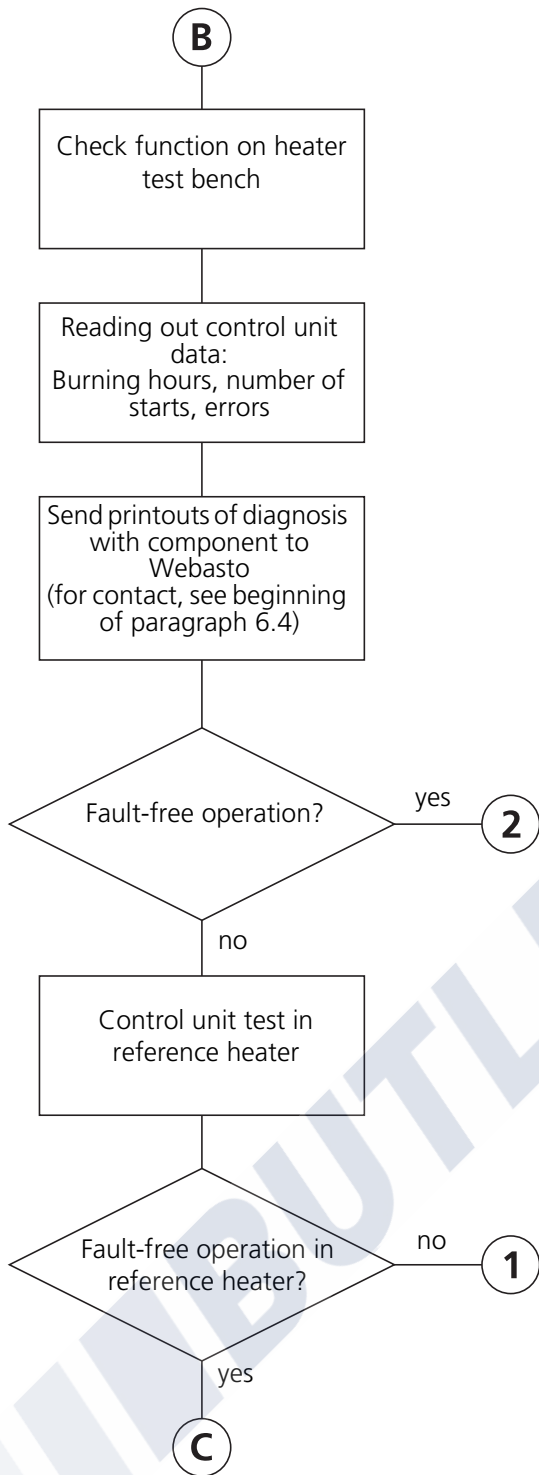 B
Check function on heater
test bench
Reading out control unit
data:
Burning hours, number of
starts, errors
Send printouts of diagnosis
with component to
Webasto
(for contact, see beginning
of paragraph 6.4)
Fault-free operation?
yes
2
no
Control unit test in
reference heater
Fault-free operation in
reference heater?
no
1
yes
C